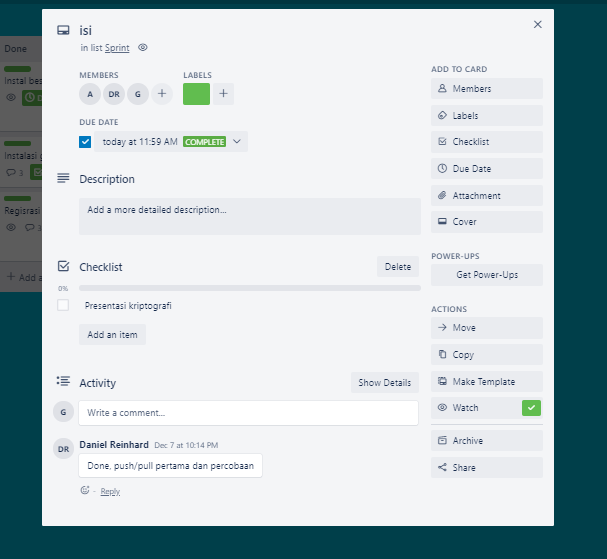 Done
Instal bes
Instalasi g
3
Regisrasi
3
+ Add a
isi
in list Sprint
MEMBERS
LABELS
A
DR
G
+
+
DUE DATE
today at 11:59 AM COMPLETE
Description
Add a more detailed description...
Checklist
Delete
0%
Presentasi kriptografi
Add an item
Activity
Show Details
G
Write a comment...
DR
Daniel Reinhard Dec 7 at 10:14 PM
Done, push/pull pertama dan percobaan
- Reply
ADD TO CARD
Members
Labels
Checklist
Due Date
Attachment
Cover
POWER-UPS
Get Power-Ups
ACTIONS
Move
Copy
Make Template
Watch
Archive
Share